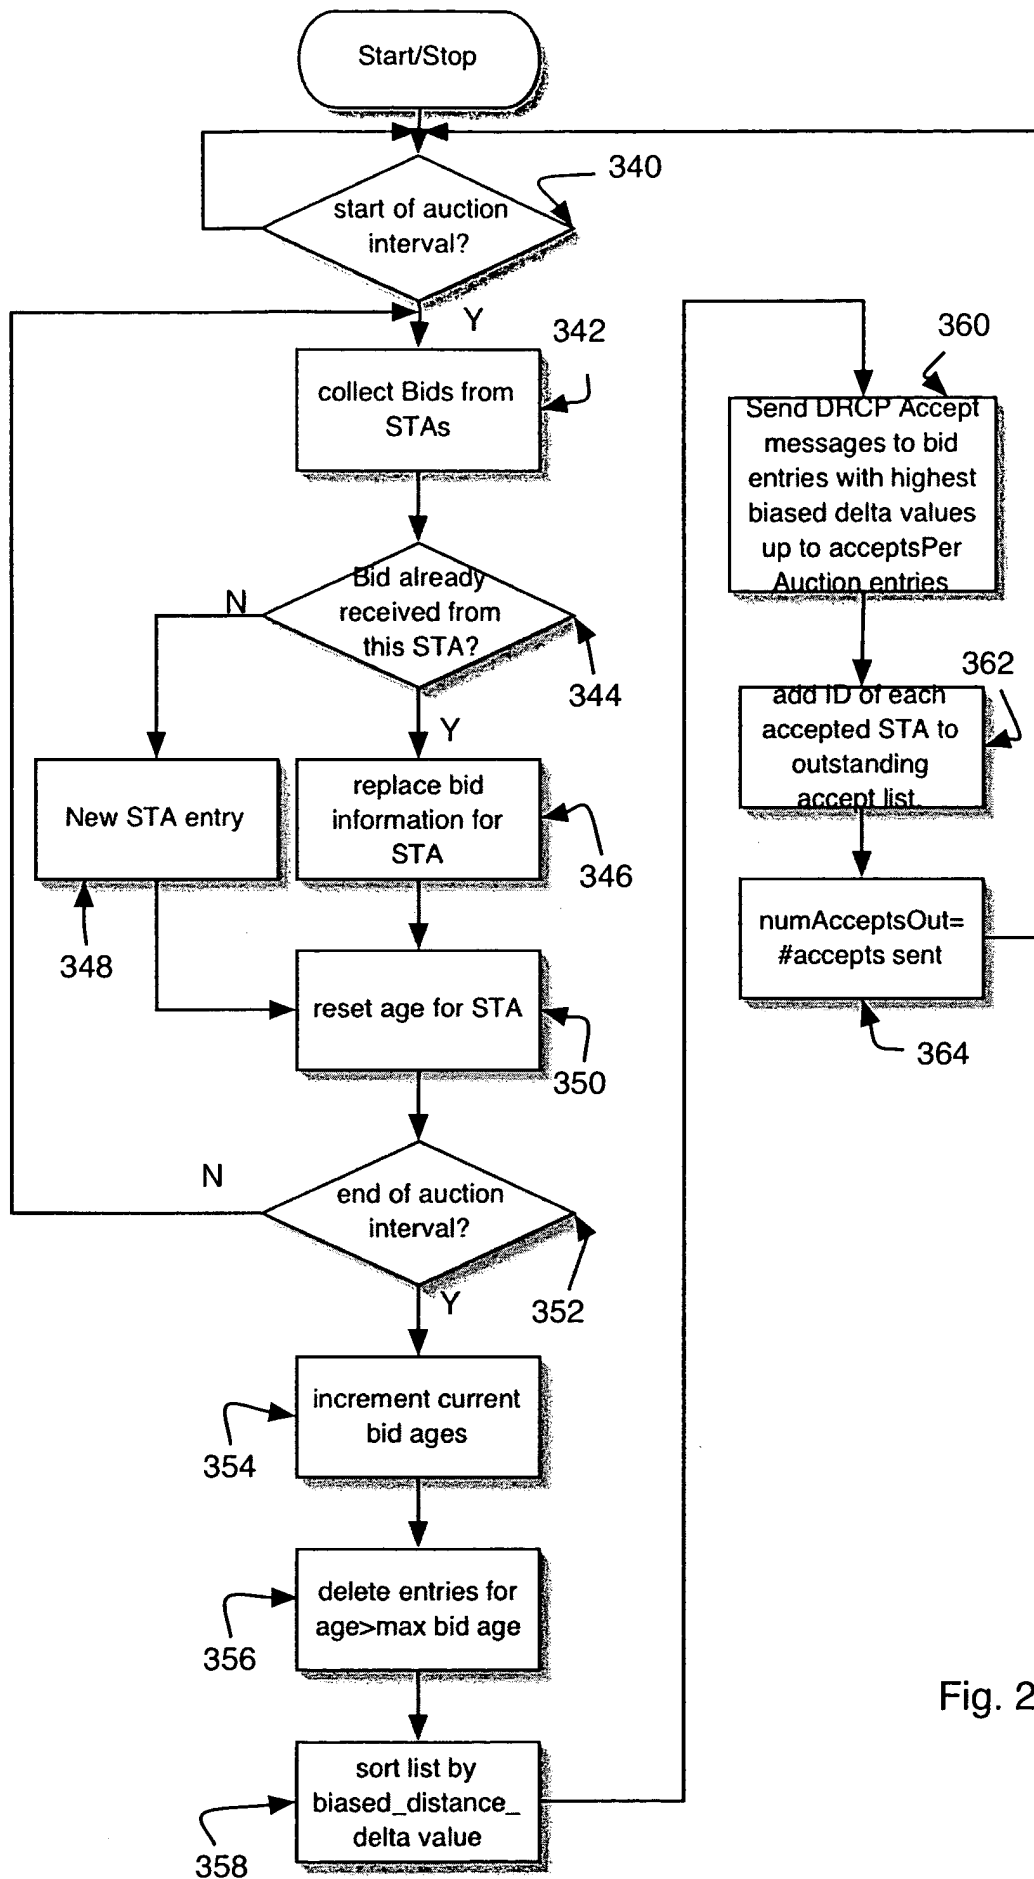 Start/Stop
start of auction
interval?
340
Y
342
collect Bids from
STAs
Bid already
received from
this STA?
N
344
Y
New STA entry
348
replace bid
information for
STA
346
reset age for STA
350
end of auction
interval?
N
352
Y
increment current
bid ages
354
delete entries for
age>max bid age
356
sort list by
biased_distance_
delta value
358
360
Send DRCP Accept
messages to bid
entries with highest
biased delta values
up to acceptsPer
Auction entries
362
add ID of each
accepted STA to
outstanding
accept list.
numAcceptsOut=
#accepts sent
364
Fig. 2